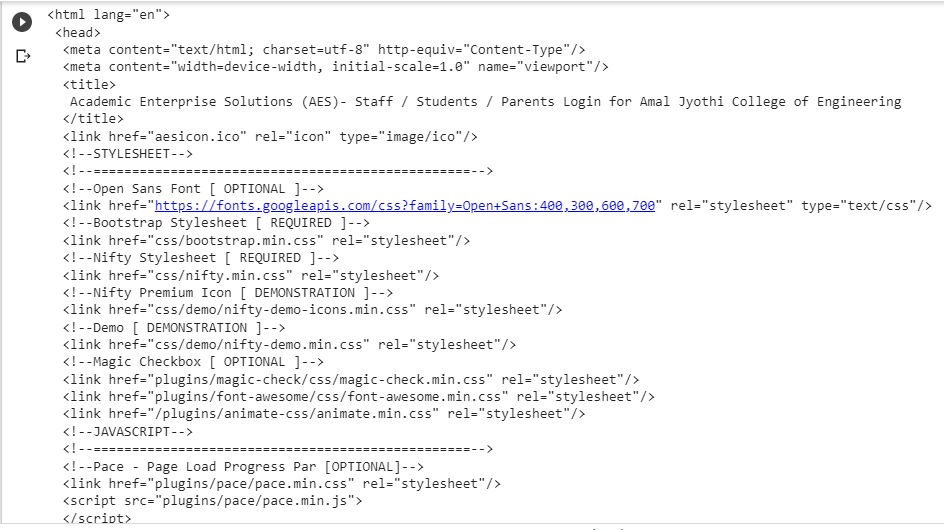 <html lang="en">
<head>
<meta content="text/html; charset=utf-8" http-equiv="Content-Type"/>
<meta content="width=device-width, initial-scale=1.0" name="viewport"/>
<title>
Academic Enterprise Solutions (AES)- Staff / Students / Parents Login for Amal Jyothi College of Engineering
</title>
<link href="aesicon.ico" rel="icon" type="image/ico"/>
<!--STYLESHEET-->
<!--=================================================-->
<!--Open Sans Font [ OPTIONAL ]-->
<link href="https://fonts.googleapis.com/css?family=Open+Sans:400,300,600,700" rel="stylesheet" type="text/css"/>
<!--Bootstrap Stylesheet [ REQUIRED ]-->
<link href="css/bootstrap.min.css" rel="stylesheet"/>
<!--Nifty Stylesheet [ REQUIRED ]-->
<link href="css/nifty.min.css" rel="stylesheet"/>
<!--Nifty Premium Icon [ DEMONSTRATION ]-->
<link href="css/demo/nifty-demo-icons.min.css" rel="stylesheet"/>
<!--Demo [ DEMONSTRATION ]-->
<link href="css/demo/nifty-demo.min.css" rel="stylesheet"/>
<!--Magic Checkbox [ OPTIONAL ]-->
<link href="plugins/magic-check/css/magic-check.min.css" rel="stylesheet"/>
<link href="plugins/font-awesome/css/font-awesome.min.css" rel="stylesheet"/>
<link href="/plugins/animate-css/animate.min.css" rel="stylesheet"/>
<!--JAVASCRIPT-->
<!--=================================================-->
<!--Pace - Page Load Progress Par [OPTIONAL]-->
<link href="plugins/pace/pace.min.css" rel="stylesheet"/>
<script src="plugins/pace/pace.min.js">
</script>